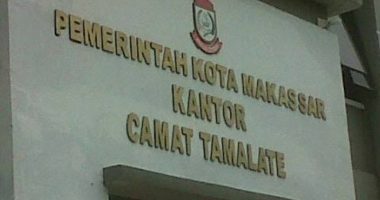 PEMERINTAH KOTA MAKASSAR
KANTOR
CAMAT TAMALATE